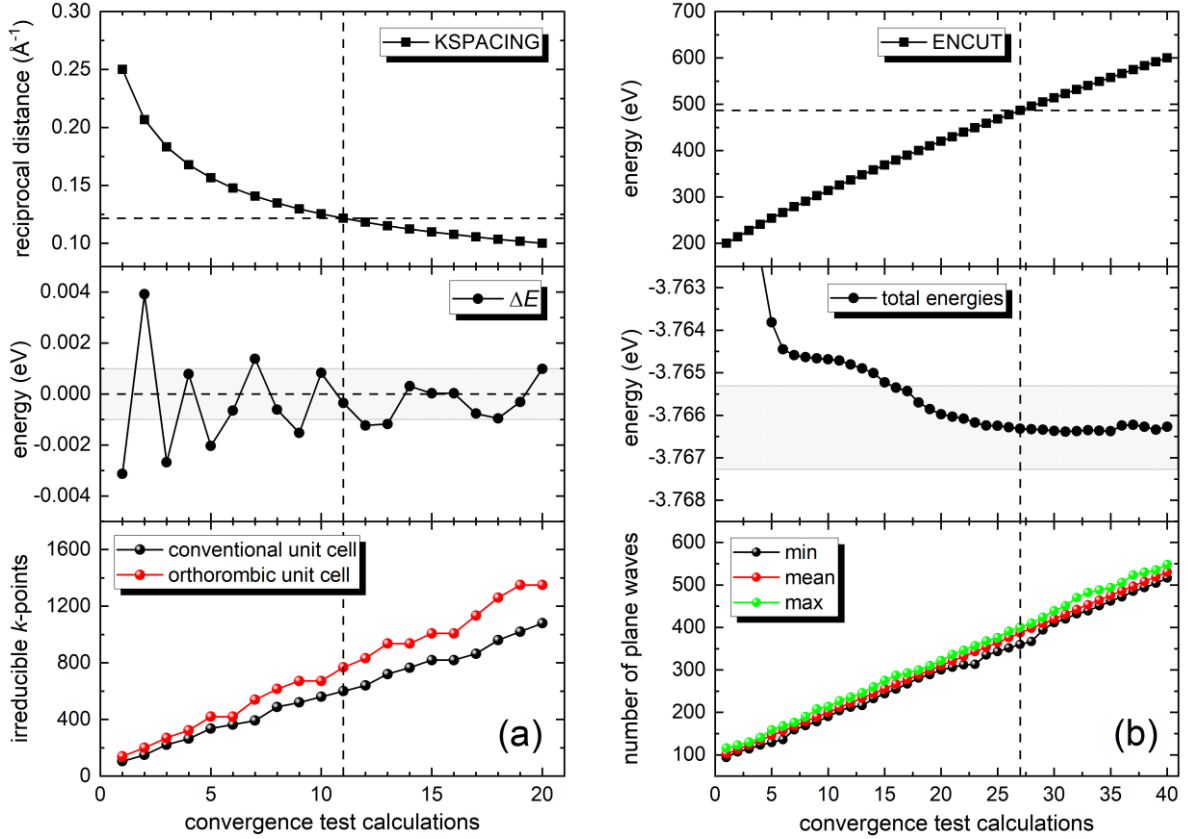 KSPACING
reciprocal distance (Å⁻¹)
0.30
0.25
0.20
0.15
0.10
ΔE
energy (eV)
0.004
0.002
0.000
-0.002
-0.004
conventional unit cell
orthorombic unit cell
irreducible k-points
1600
1200
800
400
0
(a)
0
5
10
15
20
convergence test calculations
ENCUT
energy (eV)
700
600
500
400
300
200
total energies
energy (eV)
-3.763
-3.764
-3.765
-3.766
-3.767
-3.768
min
mean
max
number of plane waves
600
500
400
300
200
100
(b)
0
5
10
15
20
25
30
35
40
convergence test calculations